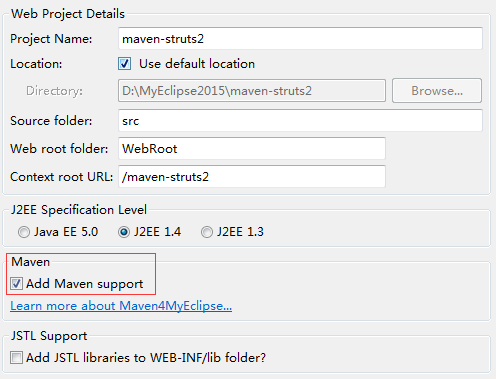 Web Project Details
Project Name: maven-struts2
Location: Use default location
Directory: D:\MyEclipse2015\maven-struts2 Browse...
Source folder: src
Web root folder: WebRoot
Context root URL: /maven-struts2
J2EE Specification Level
Java EE 5.0 J2EE 1.4 J2EE 1.3
Maven
Add Maven support
Learn more about Maven4MyEclipse...
JSTL Support
Add JSTL libraries to WEB-INF/lib folder?